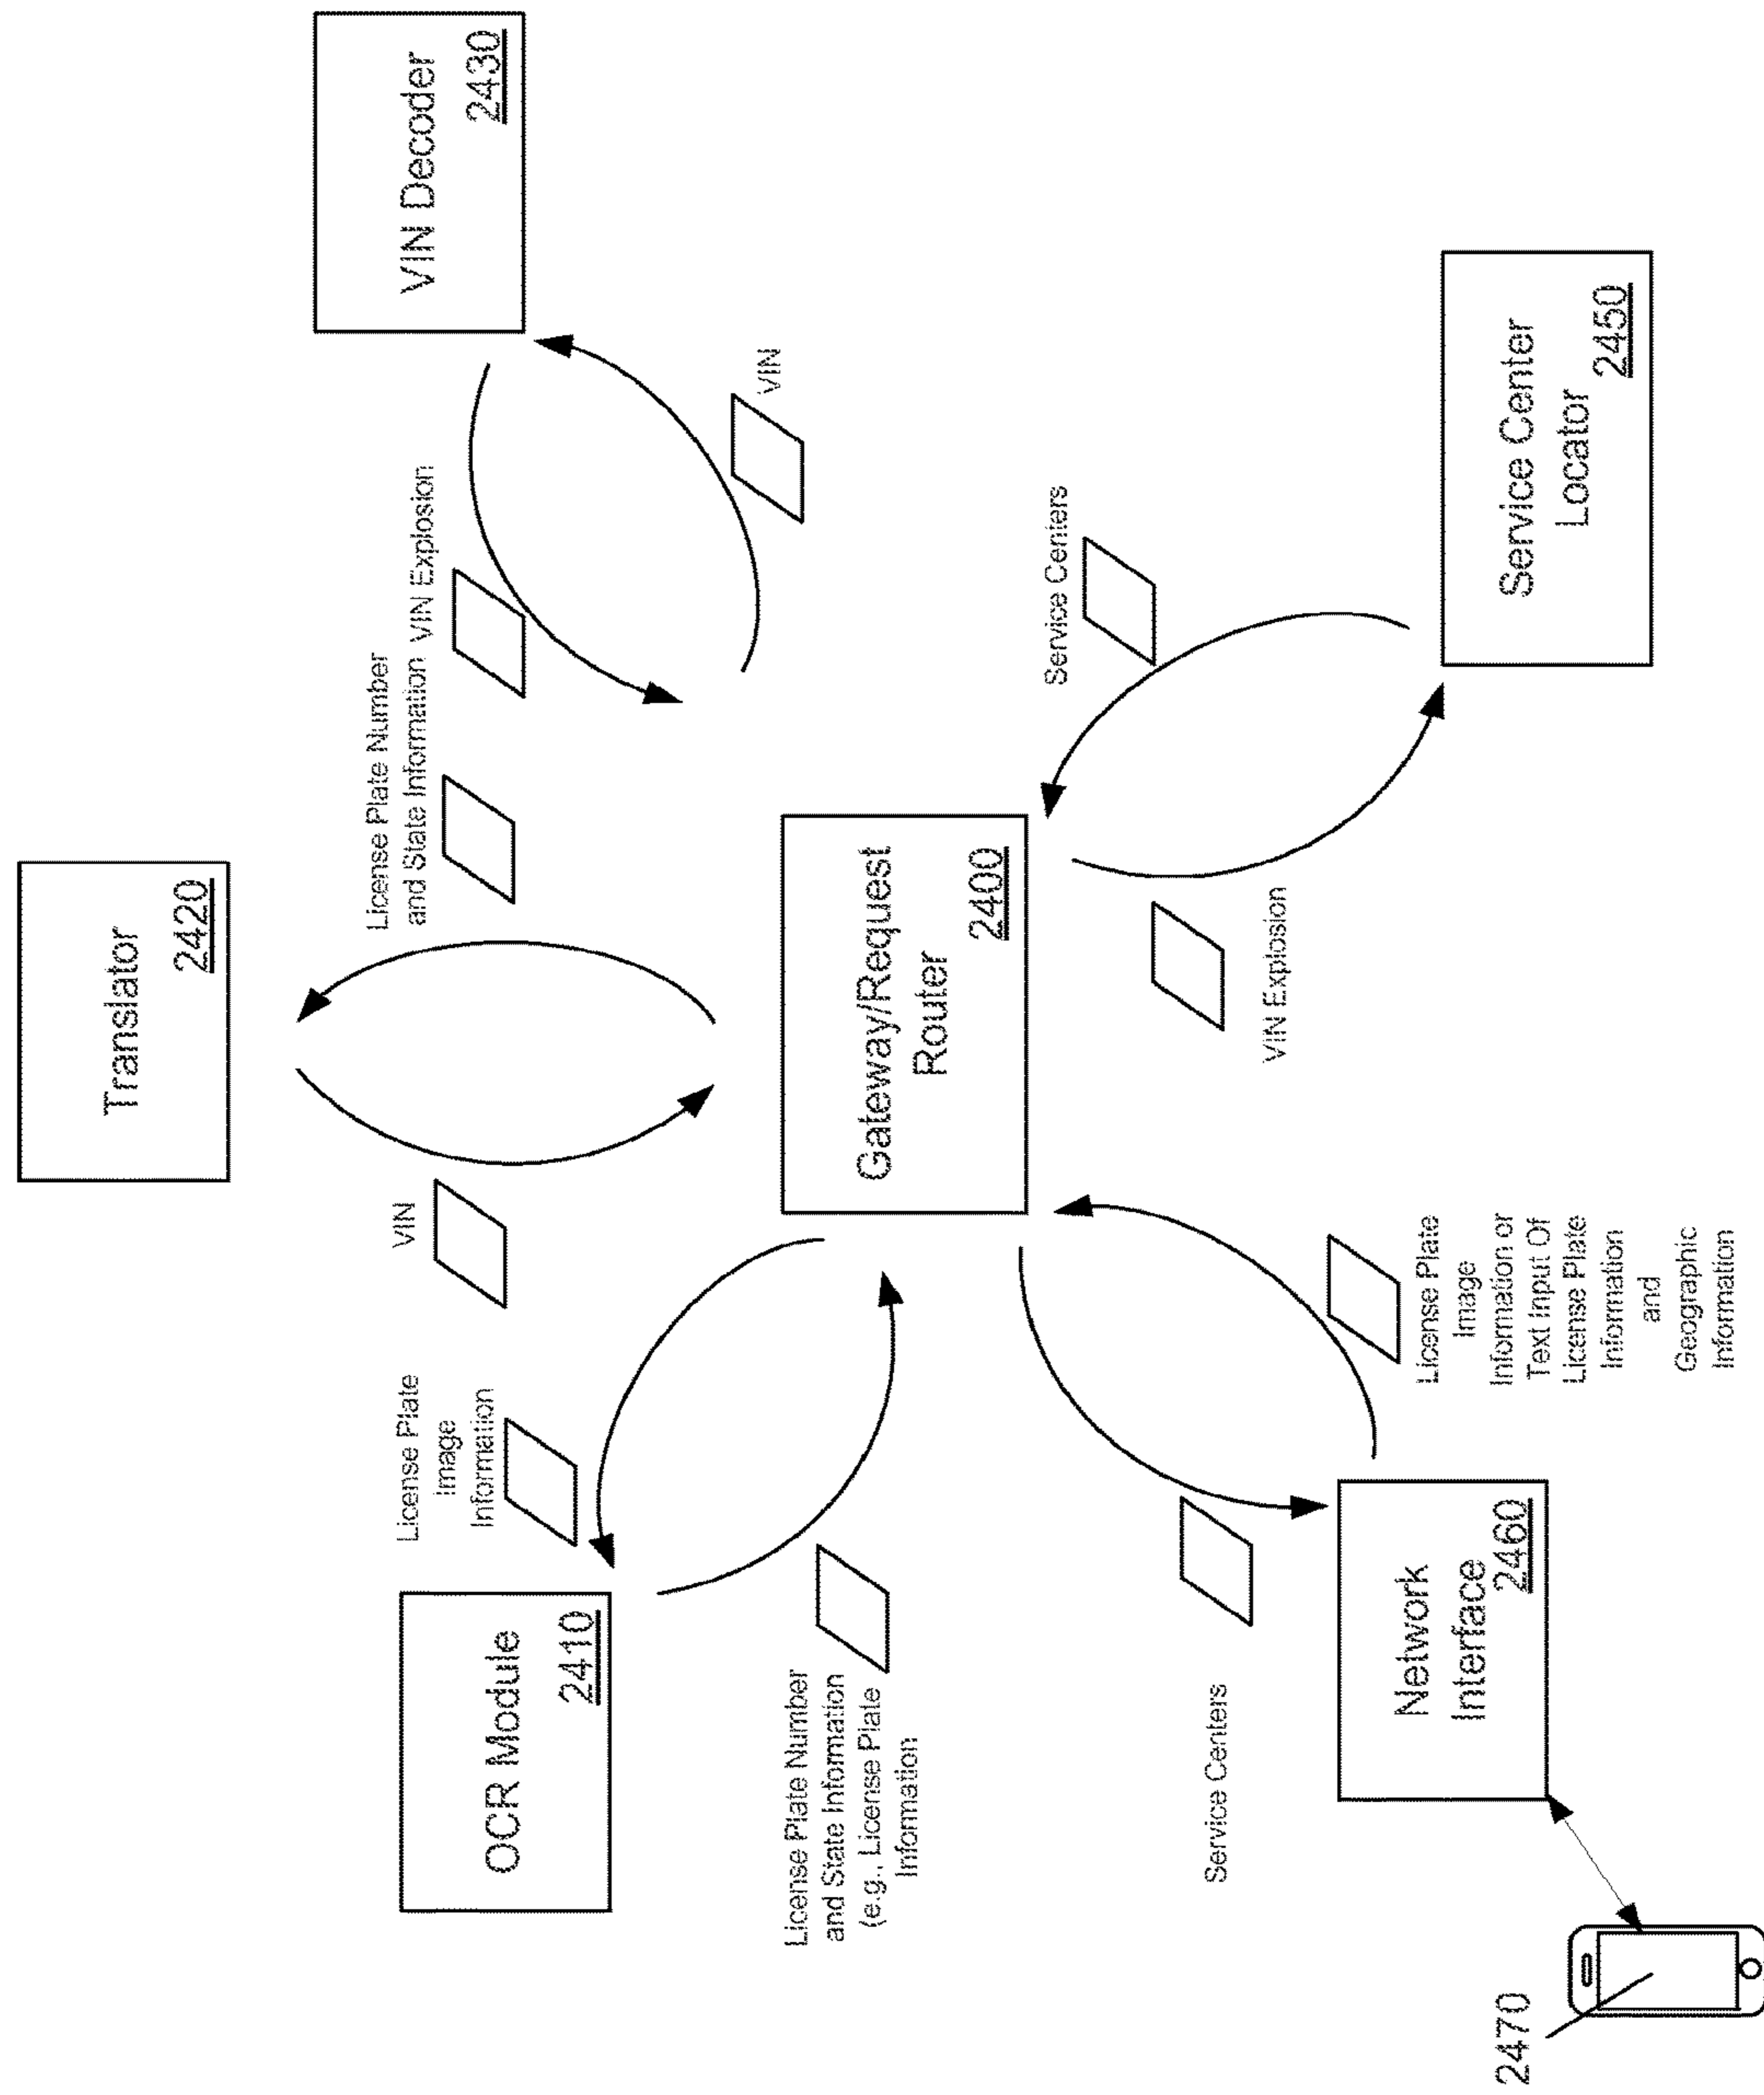 Translator
2420
VIN Decoder
2430
License Plate Number
and State Information
VIN Explosion
VIN
VIN
License Plate
Image
Information
OCR Module
2410
License Plate Number
and State Information
(e.g., License Plate
Information
Gateway/Request
Router
2400
Service Centers
VIN Explosion
Service Center
Locator
2450
Service Centers
License Plate
Image
Information or
Text Input Of
License Plate
Information
and
Geographic
Information
Network
Interface
2460
2470